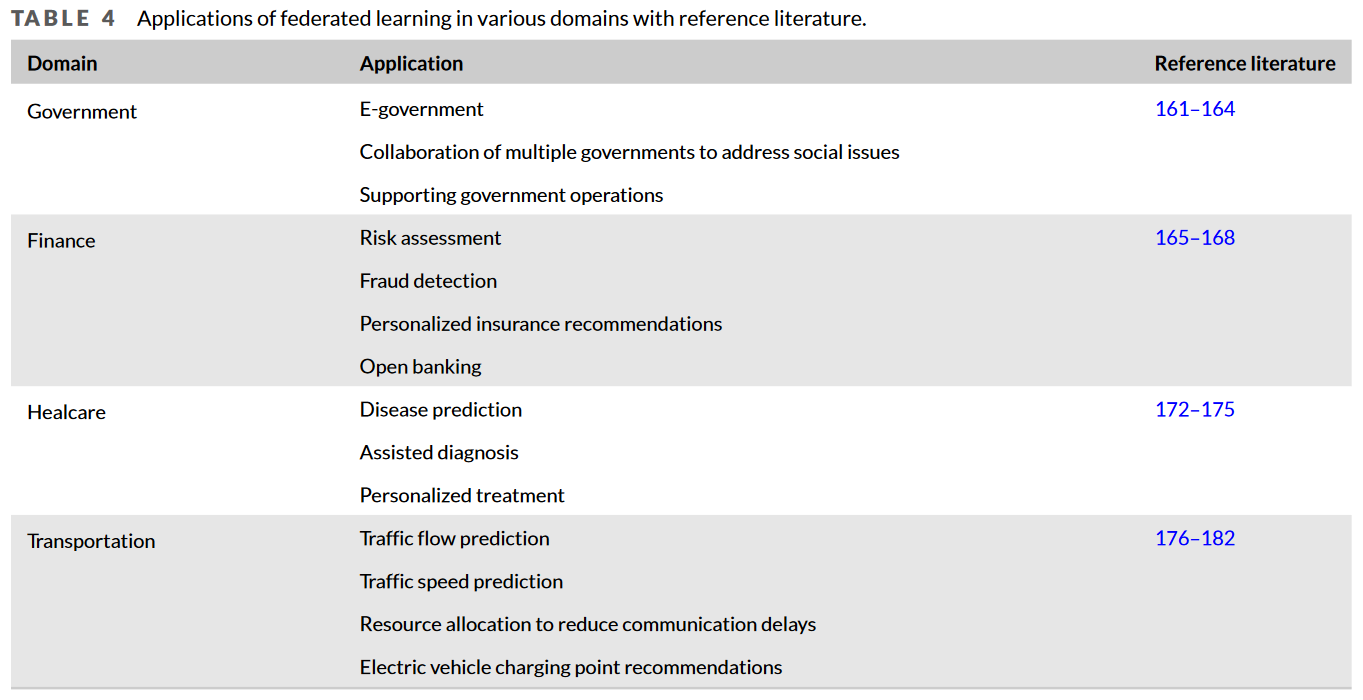 TABLE 4 Applications of federated learning in various domains with reference literature.
Domain Application Reference literature
Government E-government 161–164
Collaboration of multiple governments to address social issues
Supporting government operations
Finance Risk assessment 165–168
Fraud detection
Personalized insurance recommendations
Open banking
Healcare Disease prediction 172–175
Assisted diagnosis
Personalized treatment
Transportation Traffic flow prediction 176–182
Traffic speed prediction
Resource allocation to reduce communication delays
Electric vehicle charging point recommendations